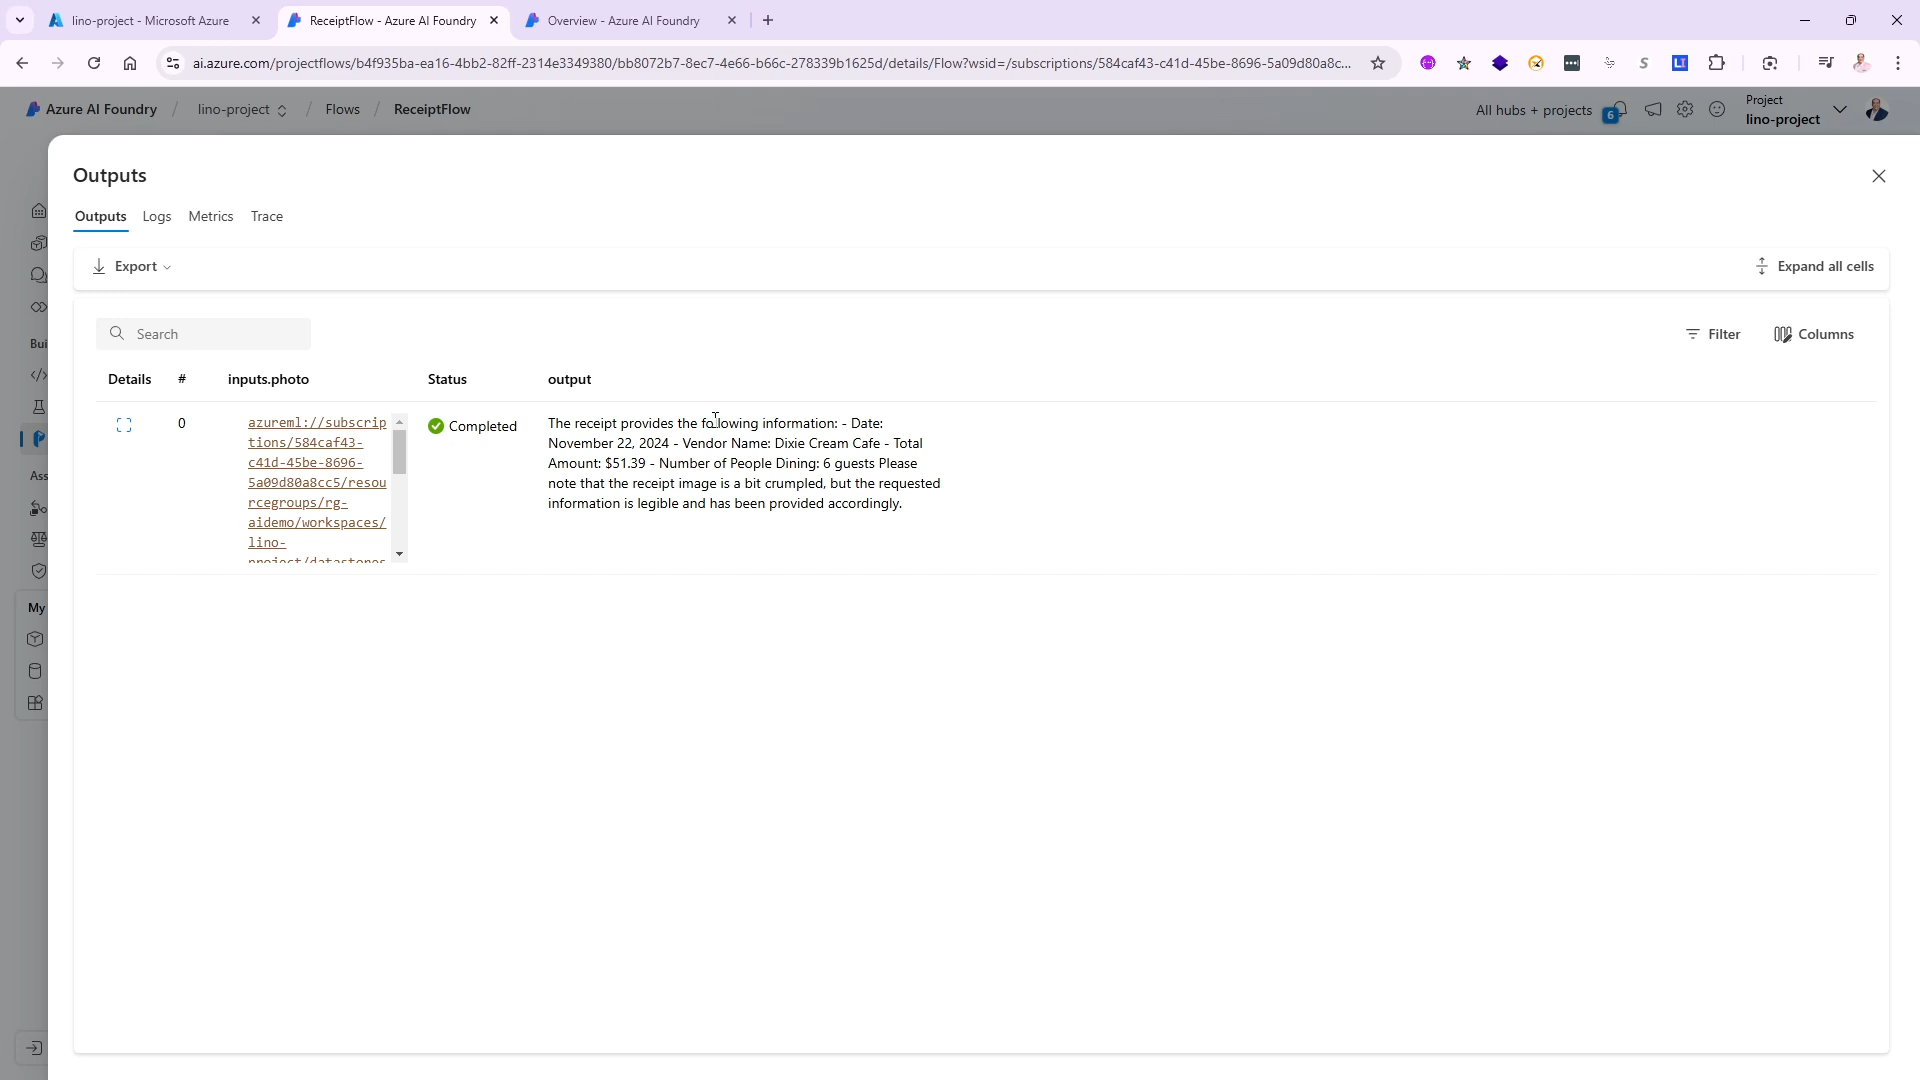 lino-project - Microsoft Azure
ReceiptFlow - Azure AI Foundry
Overview - Azure AI Foundry
ai.azure.com/projectflows/b4f935ba-ea16-4bb2-82ff-2314e3349380/bb8072b7-8ec7-4e66-b66c-278339b1625d/details/Flow?wsid=/subscriptions/584caf43-c41d-45be-8696-5a09d80a8c...
Azure AI Foundry / lino-project / Flows / ReceiptFlow
All hubs + projects
6
Project
lino-project
Outputs
Outputs Logs Metrics Trace
Export
Expand all cells
Search
Filter
Columns
Details # inputs.photo Status output
0
azureml://subscrip
tions/584caf43-
c41d-45be-8696-
5a09d80a8cc5/resou
rcegroups/rg-
aidemo/workspaces/
lino-
project/datastores
Completed
The receipt provides the following information: - Date:
November 22, 2024 - Vendor Name: Dixie Cream Cafe - Total
Amount: $51.39 - Number of People Dining: 6 guests Please
note that the receipt image is a bit crumpled, but the requested
information is legible and has been provided accordingly.
Bui
Ass
My